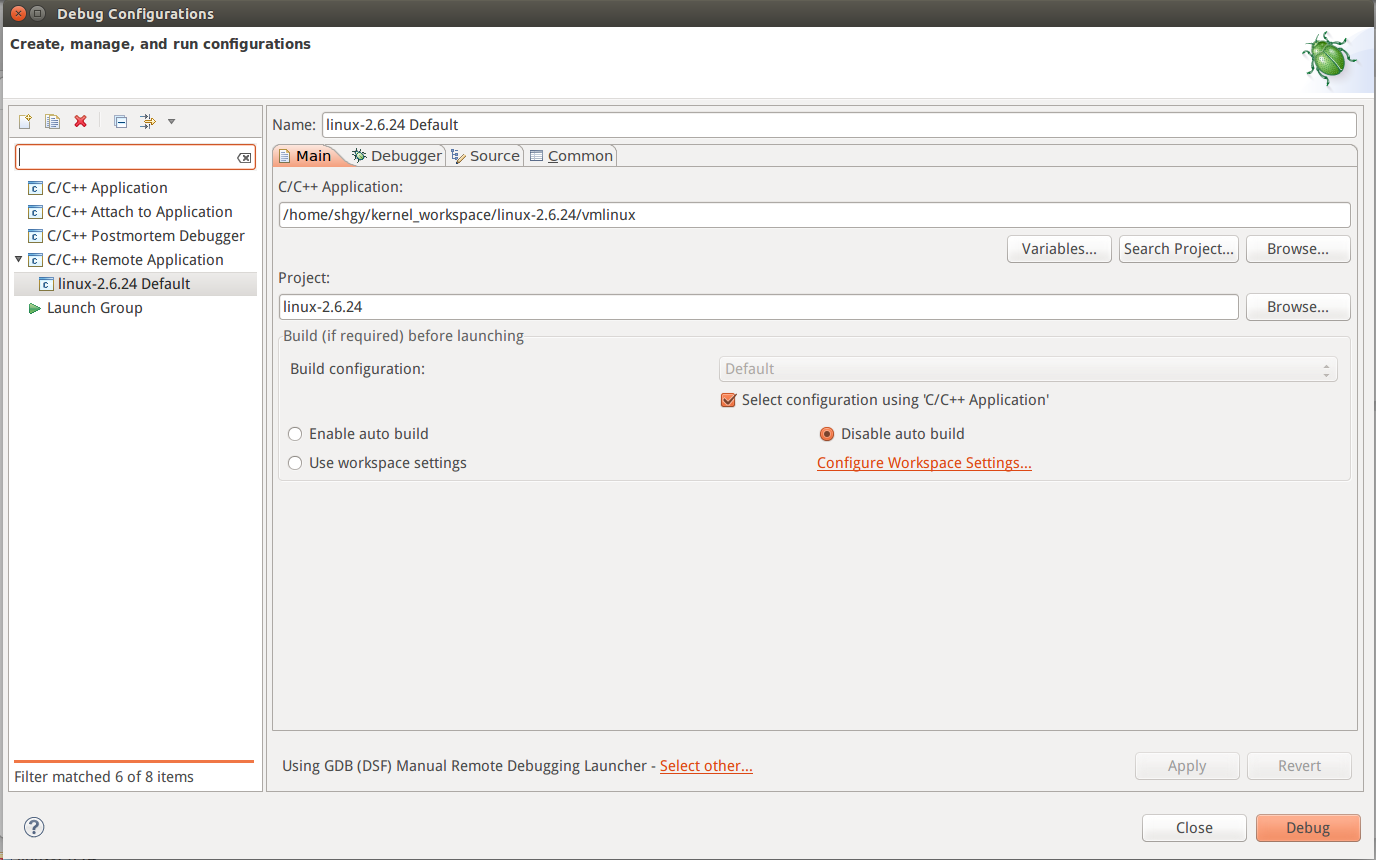 Debug Configurations
Create, manage, and run configurations
Name: linux-2.6.24 Default
Main Debugger Source Common
C/C++ Application
C/C++ Attach to Application
C/C++ Postmortem Debugger
C/C++ Remote Application
linux-2.6.24 Default
Launch Group
Filter matched 6 of 8 items
C/C++ Application:
/home/shgy/kernel_workspace/linux-2.6.24/vmlinux
Variables... Search Project... Browse...
Project:
linux-2.6.24 Browse...
Build (if required) before launching
Build configuration: Default
Select configuration using 'C/C++ Application'
Enable auto build Disable auto build
Use workspace settings Configure Workspace Settings...
Using GDB (DSF) Manual Remote Debugging Launcher - Select other...
Apply Revert
Close Debug